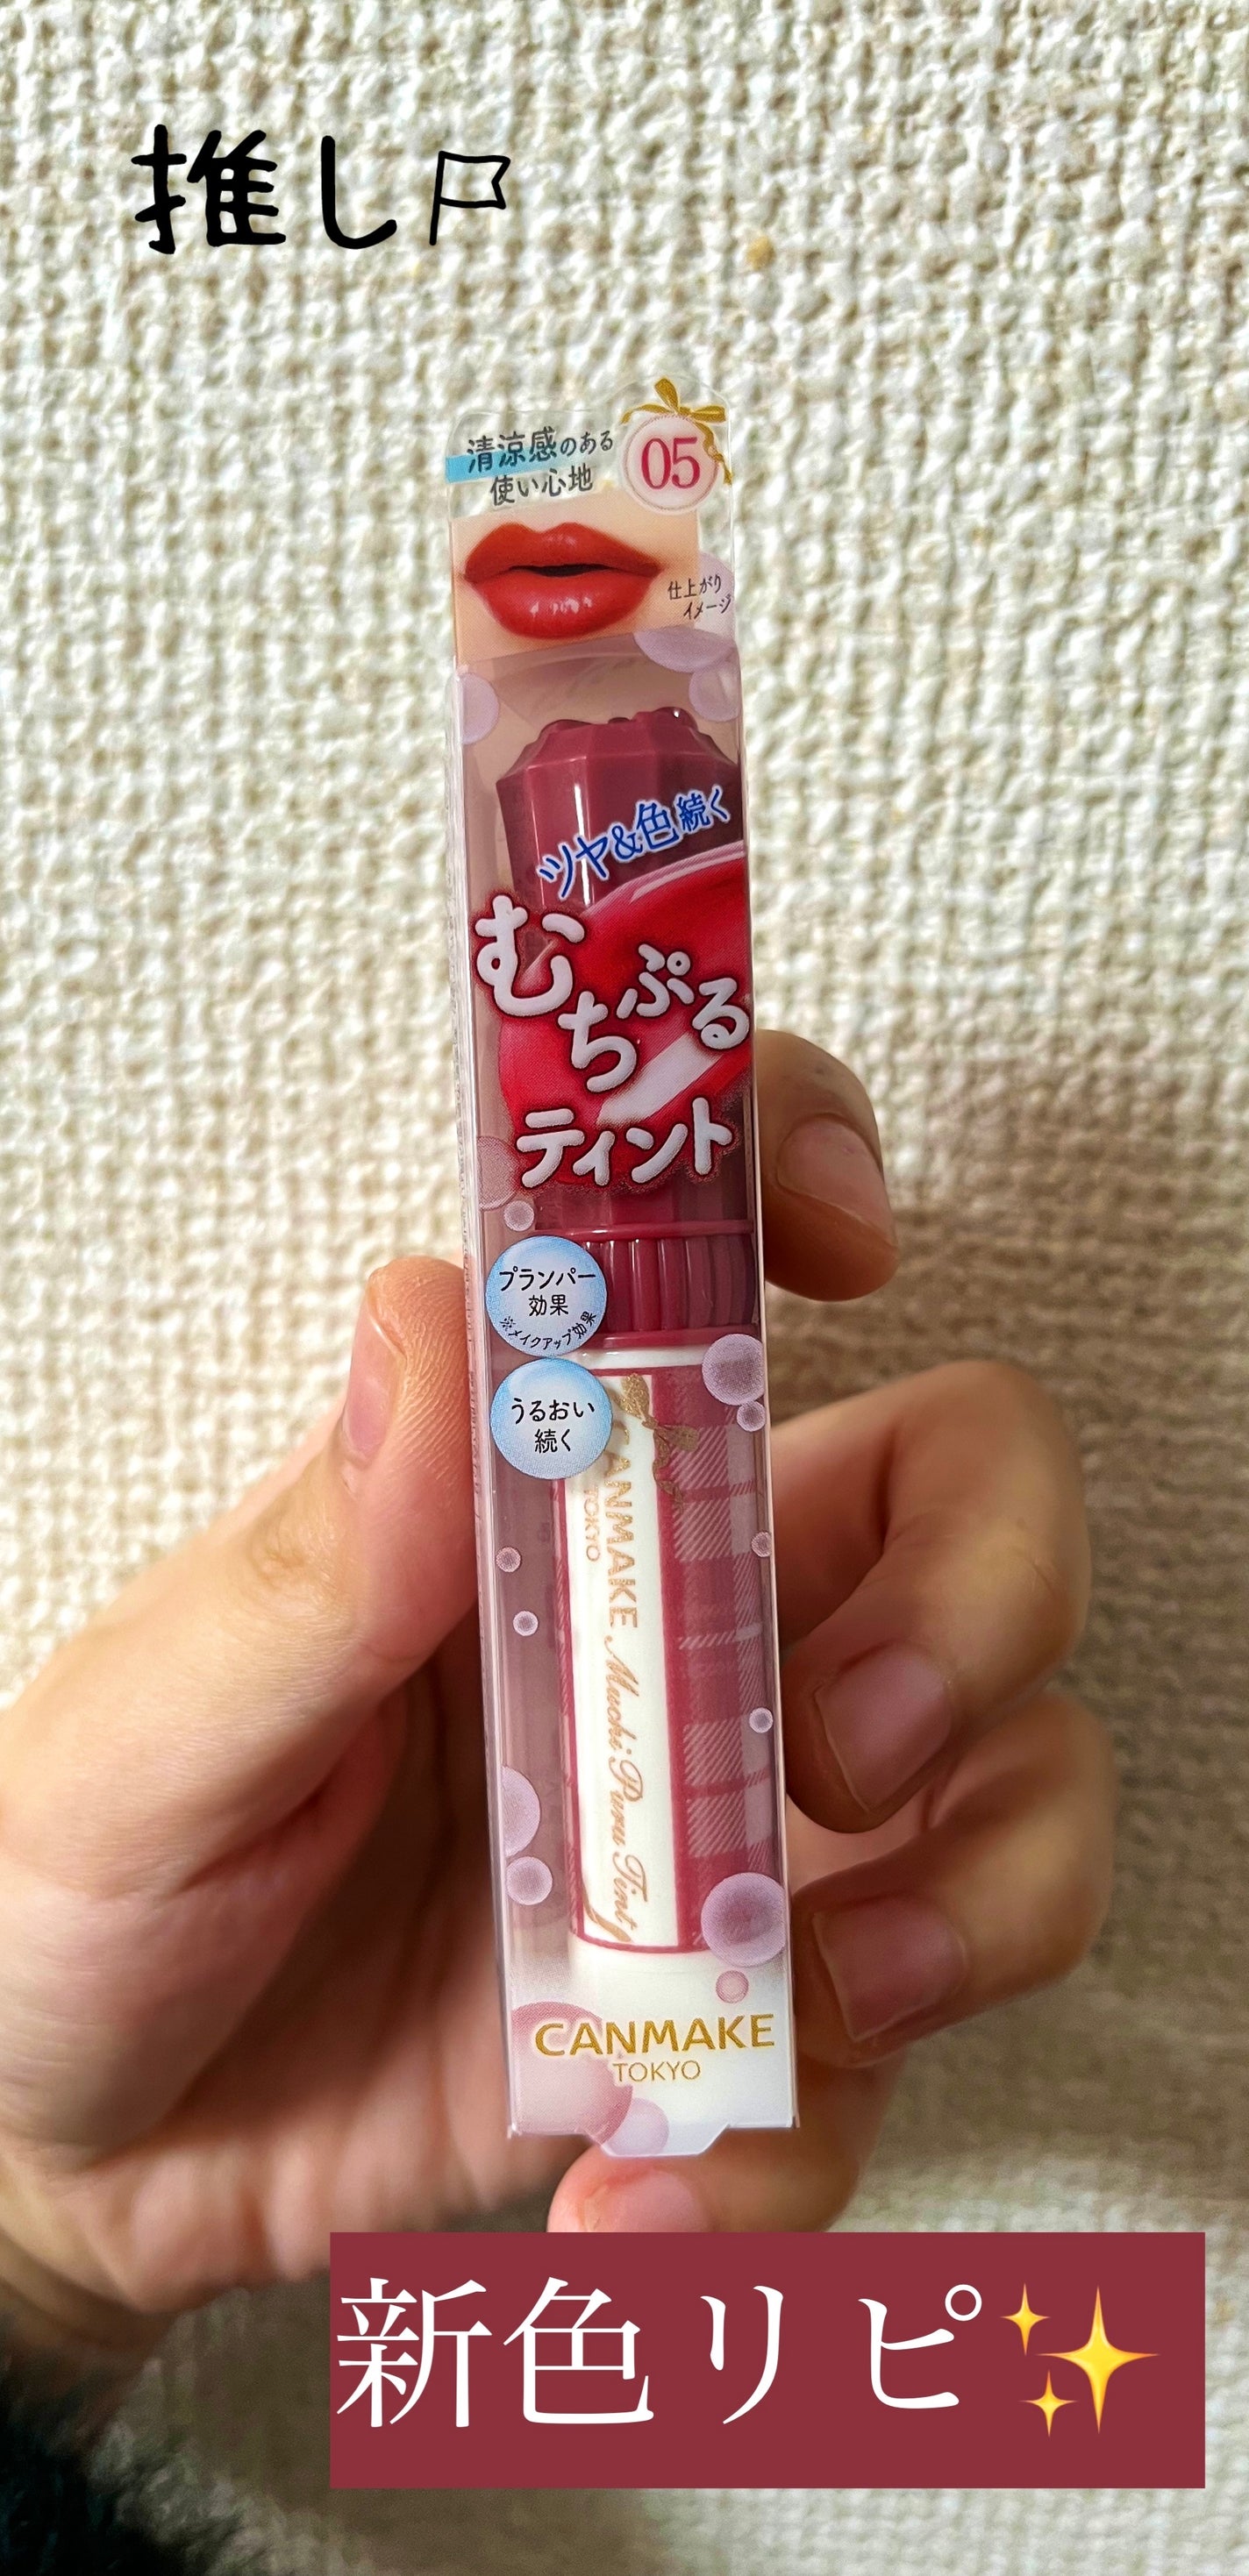 推し
清涼感のある
使い心地
05
仕上がり
イメージ
ツヤ&色続く
むちぷる
ティント
プランパー
効果
※メイクアップ効果
うるおい
続く
CANMAKE
TOKYO
Muchi Puru Tint
CANMAKE
TOKYO
新色リピ✨